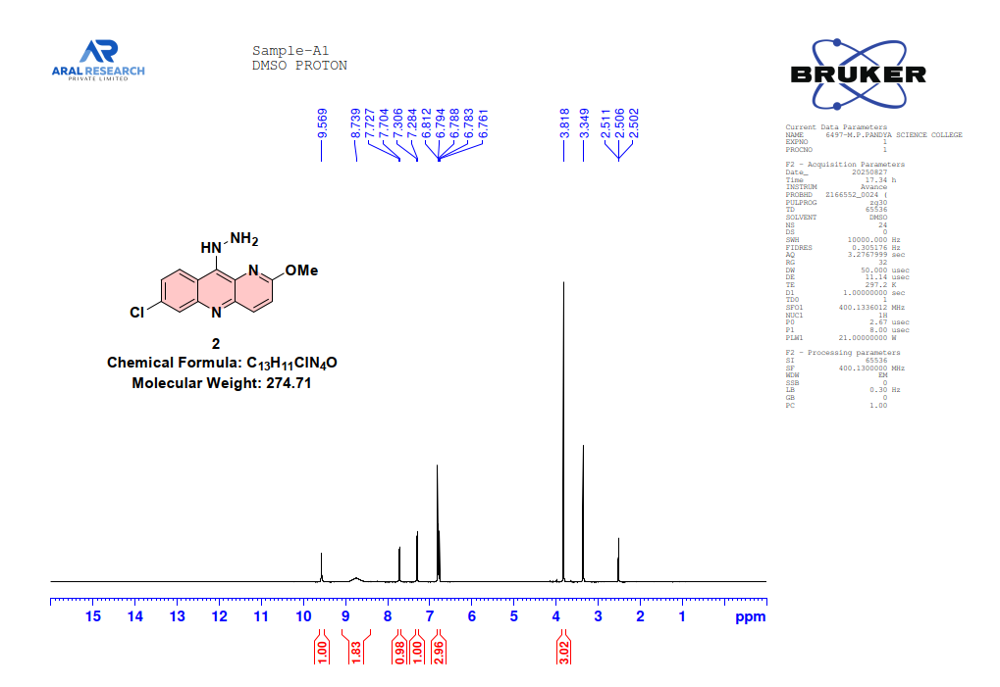 ARAL RESEARCH
PRIVATE LIMITED
Sample-A1
DMSO PROTON
BRUKER
9.569
8.739
7.727
7.704
7.306
7.284
6.812
6.794
6.788
6.783
6.761
3.818
3.349
2.511
2.506
2.502
Current Data Parameters
NAME 6497-M.P.PANDYA SCIENCE COLLEGE
EXPNO 1
PROCNO 1
F2 - Acquisition Parameters
Date_ 20250827
Time 17.34 h
INSTRUM Avance
PROBHD Z166552_0024 (
PULPROG zg30
TD 65536
SOLVENT DMSO
NS 24
DS 0
SWH 10000.000 Hz
FIDRES 0.305176 Hz
AQ 3.2767999 sec
RG 32
DW 50.000 usec
DE 11.14 usec
TE 297.2 K
D1 1.00000000 sec
TD0 1
SFO1 400.1336012 MHz
NUC1 1H
P0 2.67 usec
P1 8.00 usec
PLW1 21.00000000 W
F2 - Processing parameters
SI 65536
SF 400.1300000 MHz
WDW EM
SSB 0
LB 0.30 Hz
GB 0
PC 1.00
HN NH2
N OMe
Cl N
2
Chemical Formula: C13H11ClN4O
Molecular Weight: 274.71
15 14 13 12 11 10 9 8 7 6 5 4 3 2 1 ppm
1.00
1.83
0.98
1.00
2.96
3.02